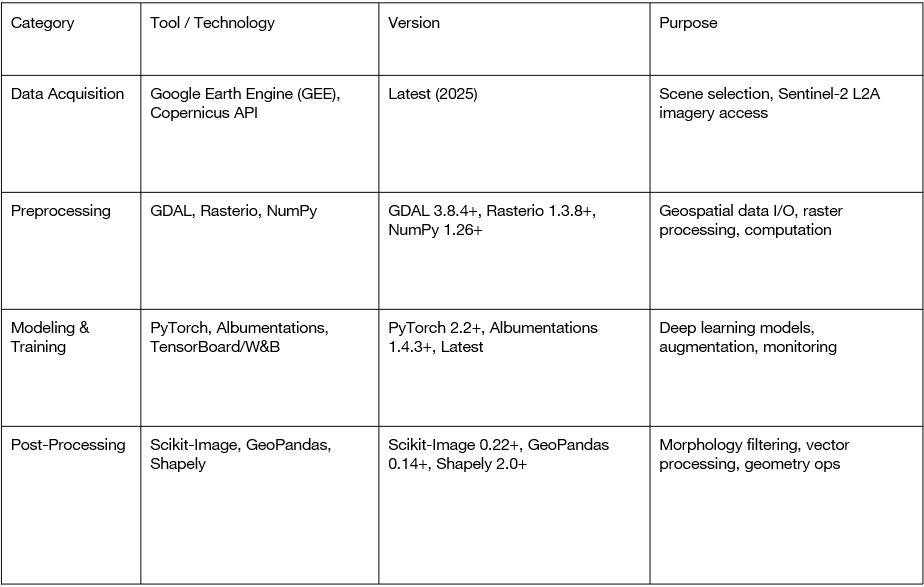 Category
Tool / Technology
Version
Purpose
Data Acquisition
Google Earth Engine (GEE),
Copernicus API
Latest (2025)
Scene selection, Sentinel-2 L2A
imagery access
Preprocessing
GDAL, Rasterio, NumPy
GDAL 3.8.4+, Rasterio 1.3.8+,
NumPy 1.26+
Geospatial data I/O, raster
processing, computation
Modeling &
Training
PyTorch, Albumentations,
TensorBoard/W&B
PyTorch 2.2+, Albumentations
1.4.3+, Latest
Deep learning models,
augmentation, monitoring
Post-Processing
Scikit-Image, GeoPandas,
Shapely
Scikit-Image 0.22+, GeoPandas
0.14+, Shapely 2.0+
Morphology filtering, vector
processing, geometry ops